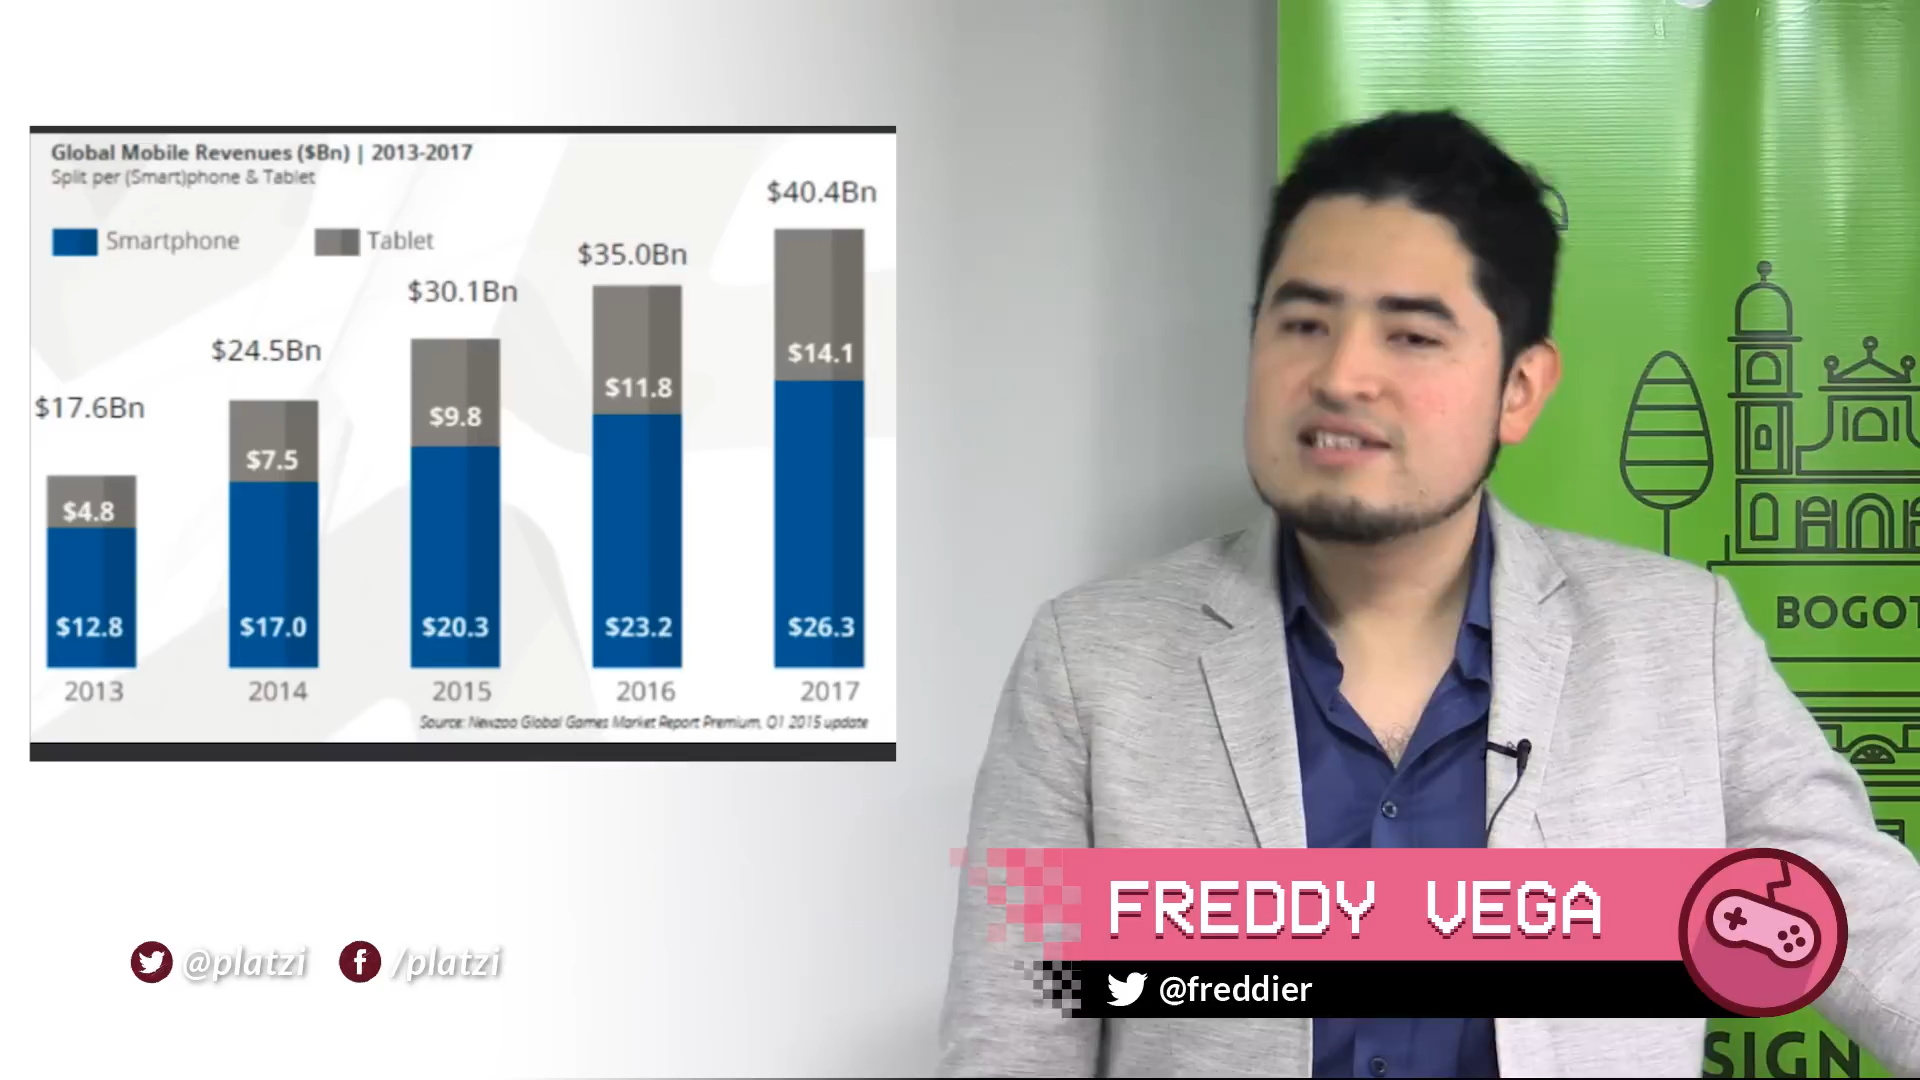 Global Mobile Revenues ($Bn) | 2013-2017
Split per (Smart)phone & Tablet
Smartphone
Tablet
$17.6Bn
$24.5Bn
$30.1Bn
$35.0Bn
$40.4Bn
$4.8
$7.5
$9.8
$11.8
$14.1
$12.8
$17.0
$20.3
$23.2
$26.3
2013
2014
2015
2016
2017
Source: Newzoo Global Games Market Report Premium, Q1 2015 update
BOGOT
FREDDY VEGA
@freddier
@platzi
/platzi
SIGN